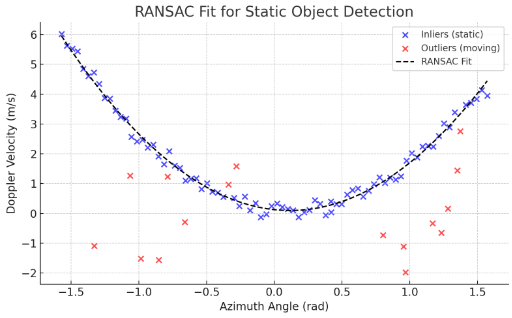 RANSAC Fit for Static Object Detection
Inliers (static)
Outliers (moving)
RANSAC Fit
Doppler Velocity (m/s)
6
5
4
3
2
1
0
−1
−2
−1.5
−1.0
−0.5
0.0
0.5
1.0
1.5
Azimuth Angle (rad)